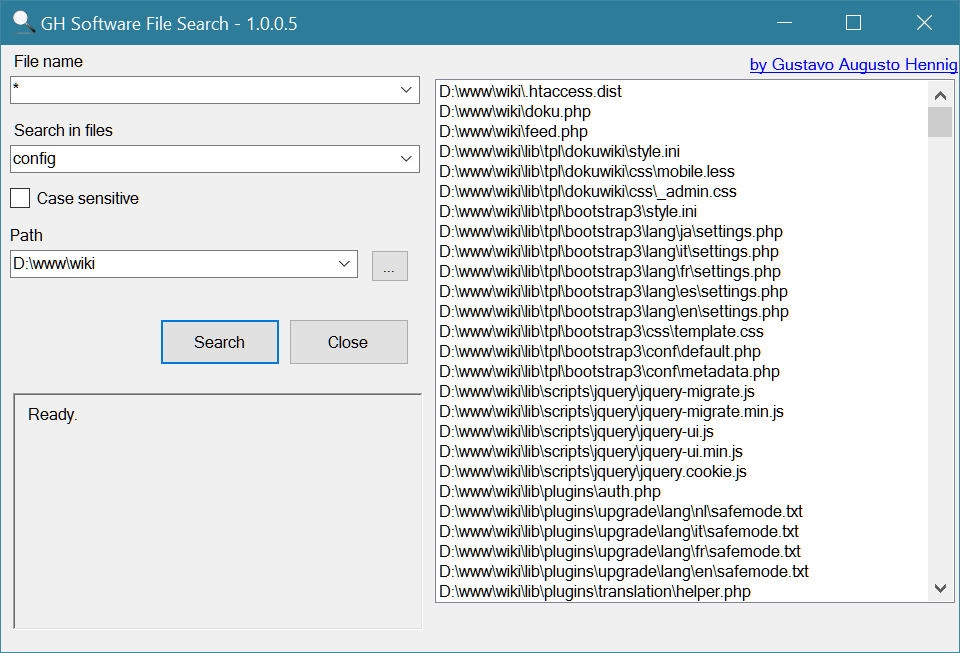 GH Software File Search - 1.0.0.5
File name
by Gustavo Augusto Hennig
*
Search in files
config
Case sensitive
Path
D:\www\wiki
...
Search
Close
Ready.
D:\www\wiki\.htaccess.dist
D:\www\wiki\doku.php
D:\www\wiki\feed.php
D:\www\wiki\lib\tpl\dokuwiki\style.ini
D:\www\wiki\lib\tpl\dokuwiki\css\mobile.less
D:\www\wiki\lib\tpl\dokuwiki\css\_admin.css
D:\www\wiki\lib\tpl\bootstrap3\style.ini
D:\www\wiki\lib\tpl\bootstrap3\lang\ja\settings.php
D:\www\wiki\lib\tpl\bootstrap3\lang\it\settings.php
D:\www\wiki\lib\tpl\bootstrap3\lang\fr\settings.php
D:\www\wiki\lib\tpl\bootstrap3\lang\es\settings.php
D:\www\wiki\lib\tpl\bootstrap3\lang\en\settings.php
D:\www\wiki\lib\tpl\bootstrap3\css\template.css
D:\www\wiki\lib\tpl\bootstrap3\conf\default.php
D:\www\wiki\lib\tpl\bootstrap3\conf\metadata.php
D:\www\wiki\lib\scripts\jquery\jquery-migrate.js
D:\www\wiki\lib\scripts\jquery\jquery-migrate.min.js
D:\www\wiki\lib\scripts\jquery\jquery-ui.js
D:\www\wiki\lib\scripts\jquery\jquery-ui.min.js
D:\www\wiki\lib\scripts\jquery\jquery.cookie.js
D:\www\wiki\lib\plugins\auth.php
D:\www\wiki\lib\plugins\upgrade\lang\nl\safemode.txt
D:\www\wiki\lib\plugins\upgrade\lang\it\safemode.txt
D:\www\wiki\lib\plugins\upgrade\lang\fr\safemode.txt
D:\www\wiki\lib\plugins\upgrade\lang\en\safemode.txt
D:\www\wiki\lib\plugins\translation\helper.php